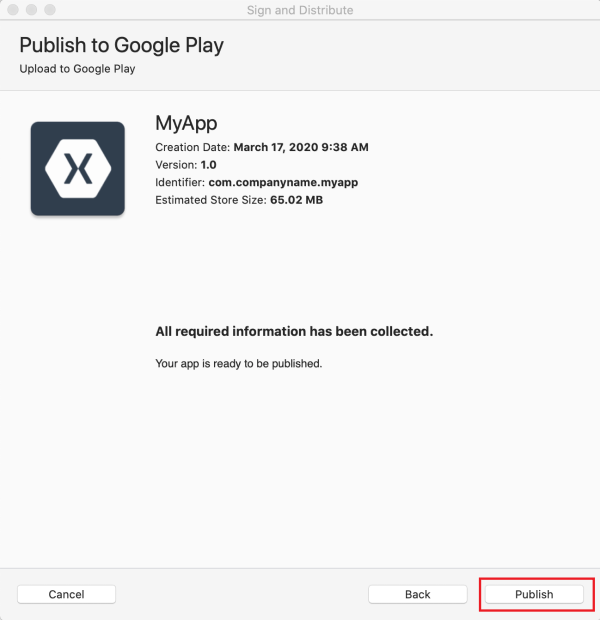 Sign and Distribute
Publish to Google Play
Upload to Google Play
MyApp
Creation Date: March 17, 2020 9:38 AM
Version: 1.0
Identifier: com.companyname.myapp
Estimated Store Size: 65.02 MB
All required information has been collected.
Your app is ready to be published.
Cancel
Back
Publish